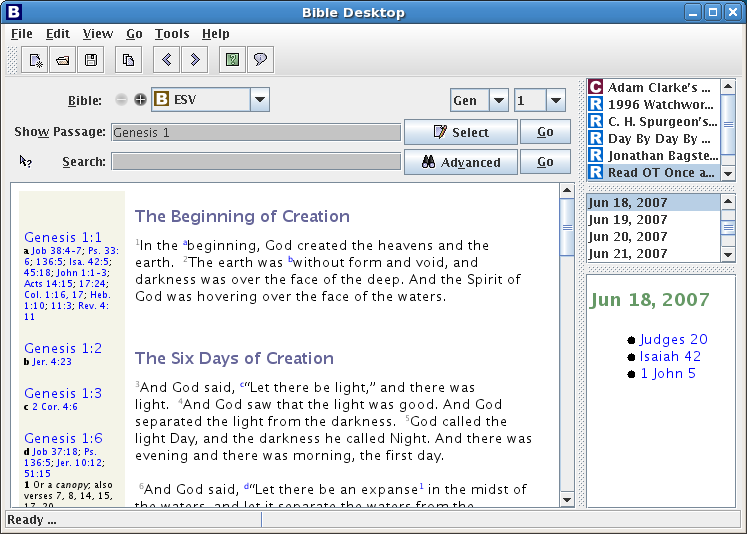 B Bible Desktop
File Edit View Go Tools Help
Bible: B ESV Gen 1
Show Passage: Genesis 1 Select Go
Search: Advanced Go
Genesis 1:1
a Job 38:4-7; Ps. 33:
6; 136:5; Isa. 42:5;
45:18; John 1:1-3;
Acts 14:15; 17:24;
Col. 1:16, 17; Heb.
1:10; 11:3; Rev. 4:
11
Genesis 1:2
b Jer. 4:23
Genesis 1:3
c 2 Cor. 4:6
Genesis 1:6
d Job 37:18; Ps.
136:5; Jer. 10:12;
51:15
1 Or a canopy; also
verses 7, 8, 14, 15,
17, 20
The Beginning of Creation
1In the abeginning, God created the heavens and the
earth. 2The earth was bwithout form and void, and
darkness was over the face of the deep. And the Spirit of
God was hovering over the face of the waters.
The Six Days of Creation
3And God said, c“Let there be light,” and there was
light. 4And God saw that the light was good. And God
separated the light from the darkness. 5God called the
light Day, and the darkness he called Night. And there was
evening and there was morning, the first day.
6And God said, d“Let there be an expanse1 in the midst of
the waters, and let it separate the waters from the
C Adam Clarke's ...
R 1996 Watchwor...
R C. H. Spurgeon's...
R Day By Day By ...
R Jonathan Bagste...
R Read OT Once a...
Jun 18, 2007
Jun 19, 2007
Jun 20, 2007
Jun 21, 2007
Jun 18, 2007
Judges 20
Isaiah 42
1 John 5
Ready ...